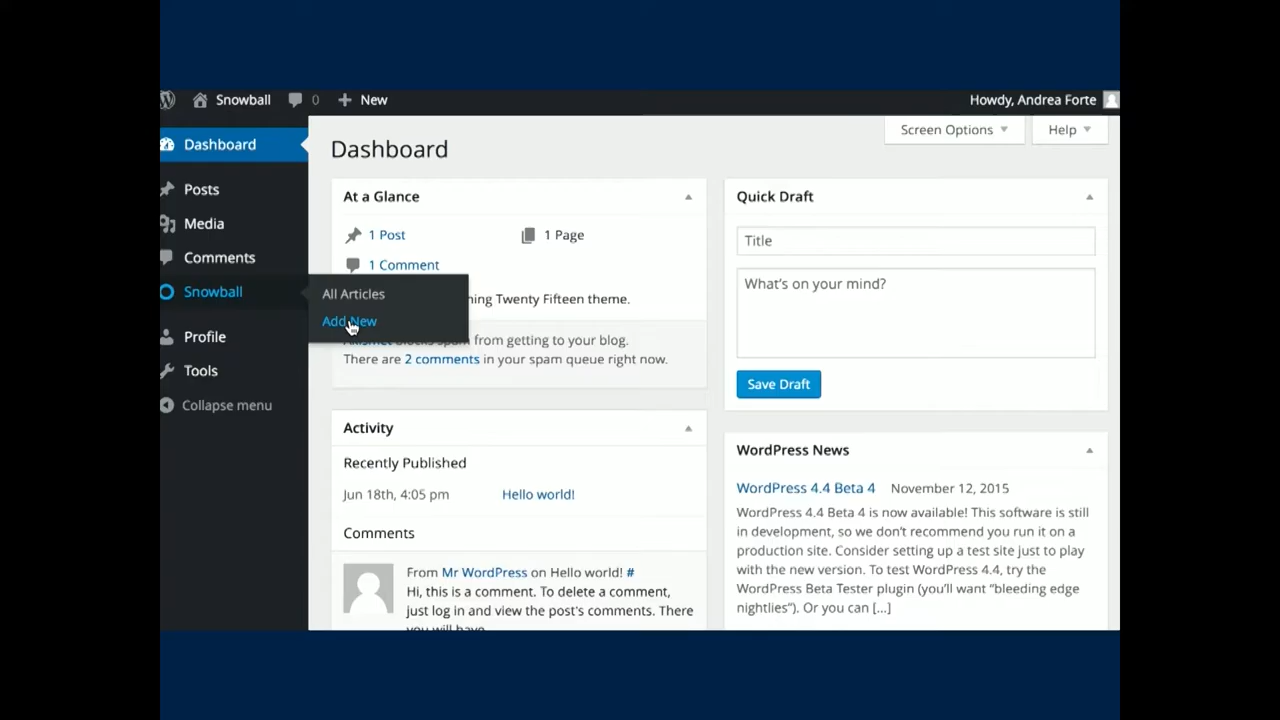 Snowball 0 New Howdy, Andrea Forte
Dashboard
Posts
Media
Comments
Snowball
All Articles
Add New
Profile
Tools
Collapse menu
Screen Options Help
Dashboard
At a Glance
1 Post 1 Page
1 Comment
ning Twenty Fifteen theme.
Akismet blocks spam from getting to your blog.
There are 2 comments in your spam queue right now.
Activity
Recently Published
Jun 18th, 4:05 pm Hello world!
Comments
From Mr WordPress on Hello world! #
Hi, this is a comment. To delete a comment,
just log in and view the post's comments. There
you will have
Quick Draft
Title
What's on your mind?
Save Draft
WordPress News
WordPress 4.4 Beta 4 November 12, 2015
WordPress 4.4 Beta 4 is now available! This software is still
in development, so we don't recommend you run it on a
production site. Consider setting up a test site just to play
with the new version. To test WordPress 4.4, try the
WordPress Beta Tester plugin (you'll want "bleeding edge
nightlies"). Or you can [...]